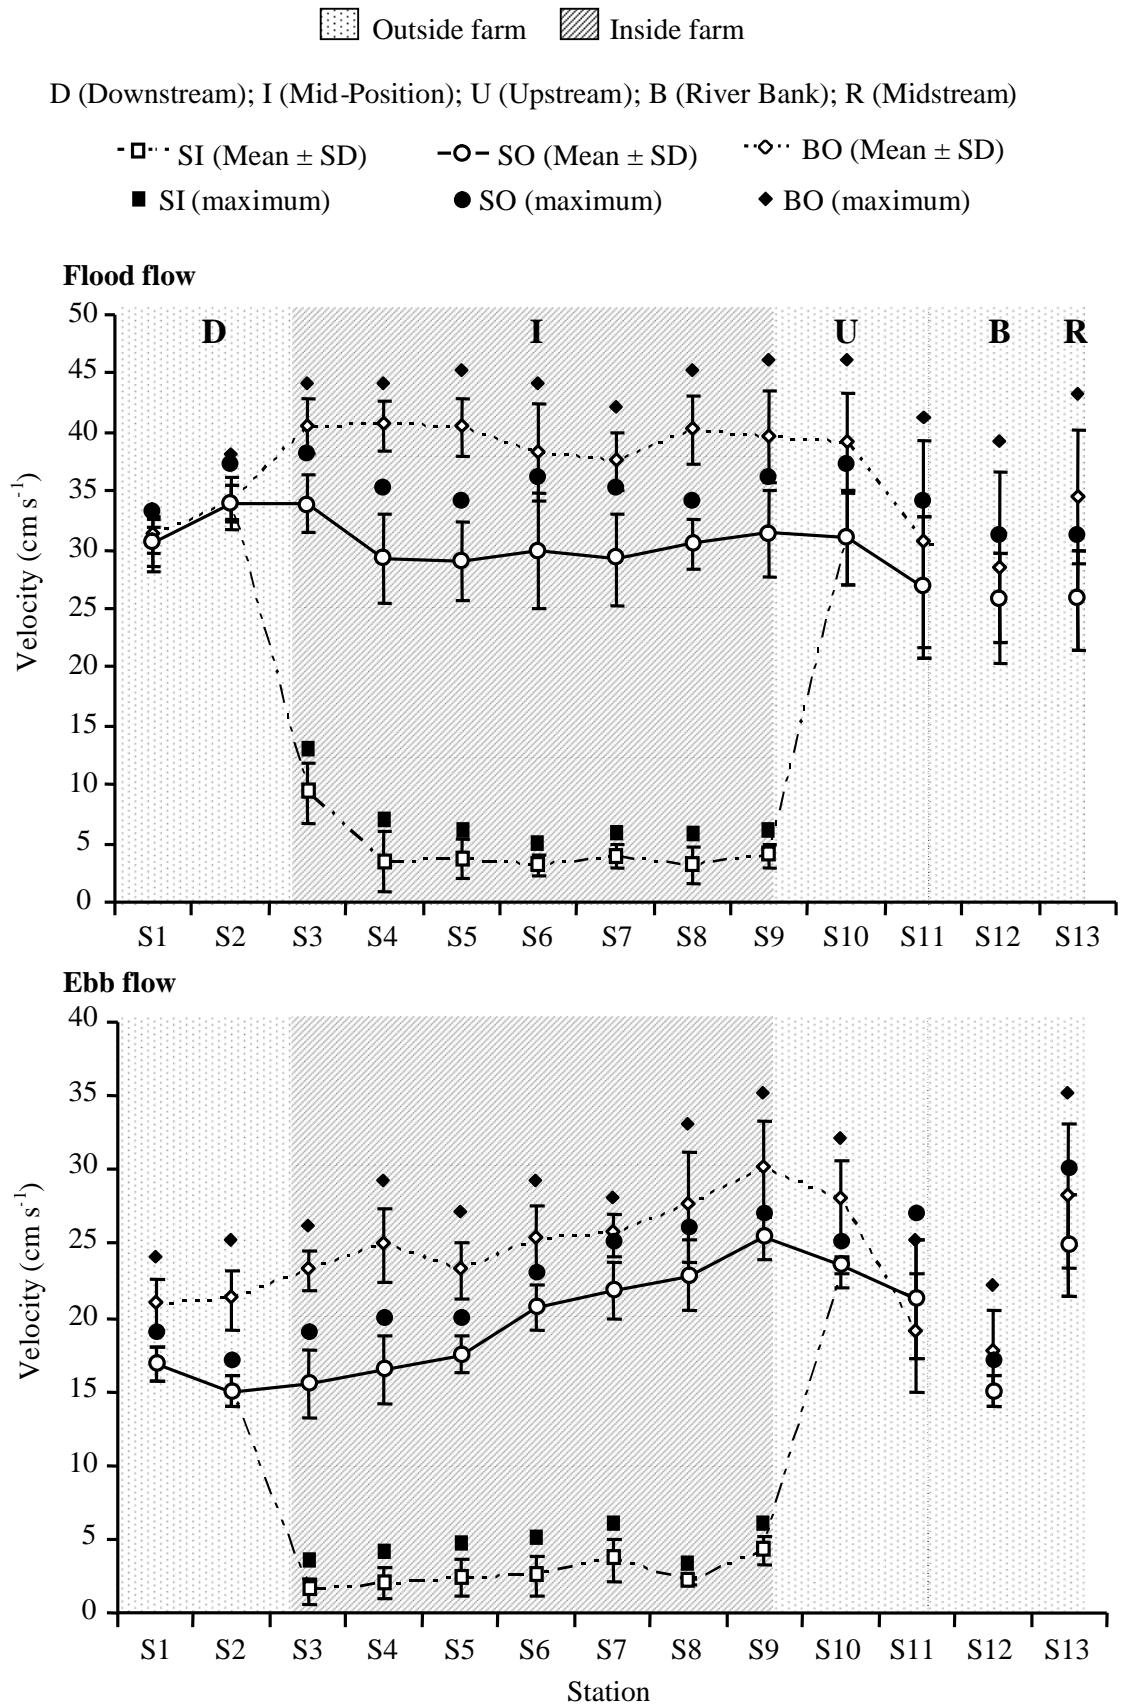 Outside farm Inside farm
D (Downstream); I (Mid-Position); U (Upstream); B (River Bank); R (Midstream)
SI (Mean ± SD) SO (Mean ± SD) BO (Mean ± SD)
SI (maximum) SO (maximum) BO (maximum)
Flood flow
50
D I U B R
45
40
35
30
25
20
15
10
5
0
Velocity (cm s⁻¹)
S1 S2 S3 S4 S5 S6 S7 S8 S9 S10 S11 S12 S13
Ebb flow
40
35
30
25
20
15
10
5
0
Velocity (cm s⁻¹)
S1 S2 S3 S4 S5 S6 S7 S8 S9 S10 S11 S12 S13
Station